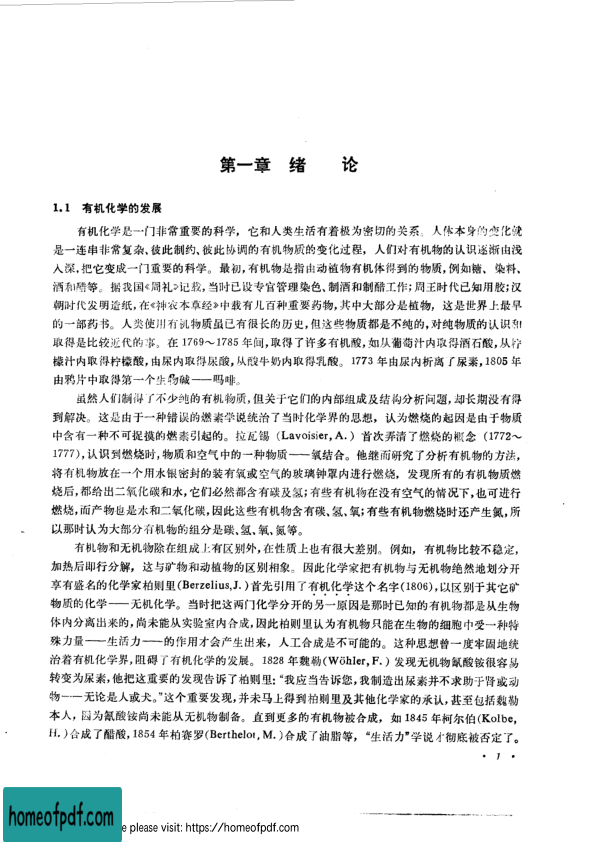 第一章 绪 论
1.1 有机化学的发展
有机化学是一门非常重要的科学，它和人类生活有着极为密切的关系。人体本身的变化就
是一连串非常复杂、彼此制约、彼此协调的有机物质的变化过程，人们对有机物的认识逐渐由浅
入深，把它变成一门重要的科学。最初，有机物是指由动植物有机体得到的物质，例如糖、染料、
酒和醋等。据我国《周礼》记载，当时已设专官管理染色、制酒和制醋工作；周王时代已知用胶；汉
朝时代发明造纸，在《神农本草经》中载有几百种重要药物，其中大部分是植物，这是世界上最早
的一部药书。人类使用有机物质虽已有很长的历史，但这些物质都是不纯的，对纯物质的认识和
取得是比较近代的事。在1769～1785年间，取得了许多有机酸，如从葡萄汁内取得酒石酸，从柠
檬汁内取得柠檬酸，由尿内取得尿酸，从酸牛奶内取得乳酸。1773年由尿内析离了尿素，1805年
由鸦片中取得第一个生物碱——吗啡。
虽然人们制得了不少纯的有机物质，但关于它们的内部组成及结构分析问题，却长期没有得
到解决。这是由于一种错误的燃素学说统治了当时化学界的思想，认为燃烧的起因是由于物质
中含有一种不可捉摸的燃素引起的。拉瓦锡（Lavoisier，A.）首次弄清了燃烧的概念（1772～
1777），认识到燃烧时，物质和空气中的一种物质——氧结合。他继而研究了分析有机物的方法，
将有机物放在一个用水银密封的装有氧或空气的玻璃钟罩内进行燃烧，发现所有的有机物质燃
烧后，都给出二氧化碳和水，它们必然都含有碳及氢；有些有机物在没有空气的情况下，也可进行
燃烧，而产物也是水和二氧化碳，因此这些有机物含有碳、氢、氧；有些有机物燃烧时还产生氮，所
以那时认为大部分有机物的组分是碳、氢、氧、氮等。
有机物和无机物除在组成上有区别外，在性质上也有很大差别。例如，有机物比较不稳定，
加热后即行分解，这与矿物和动植物的区别相象。因此化学家把有机物与无机物绝然地划分开
享有盛名的化学家柏则里（Berzelius,J.）首先引用了有机化学这个名字（1806），以区别于其它矿
物质的化学——无机化学。当时把这两门化学分开的另一原因是那时已知的有机物都是从生物
体内分离出来的，尚未能从实验室内合成，因此柏则里认为有机物只能在生物的细胞中受一种特
殊力量——生活力——的作用才会产生出来，人工合成是不可能的。这种思想曾一度牢固地统
治着有机化学界，阻碍了有机化学的发展。1828年魏勒（Wöhler，F.）发现无机物氰酸铵很容易
转变为尿素，他把这重要的发现告诉了柏则里：“我应当告诉您，我制造出尿素并不求助于肾或动
物——无论是人或犬。”这个重要发现，并未马上得到柏则里及其他化学家的承认，甚至包括魏勒
本人，因为氰酸铵尚未能从无机物制备。直到更多的有机物被合成，如1845年柯尔伯（Kolbe，
H.）合成了醋酸，1854年柏赛罗（Berthelot，M.）合成了油脂等，“生活力”学说才彻底被否定了。
· 1 ·
homeofpdf.com
e please visit: https://homeofpdf.com